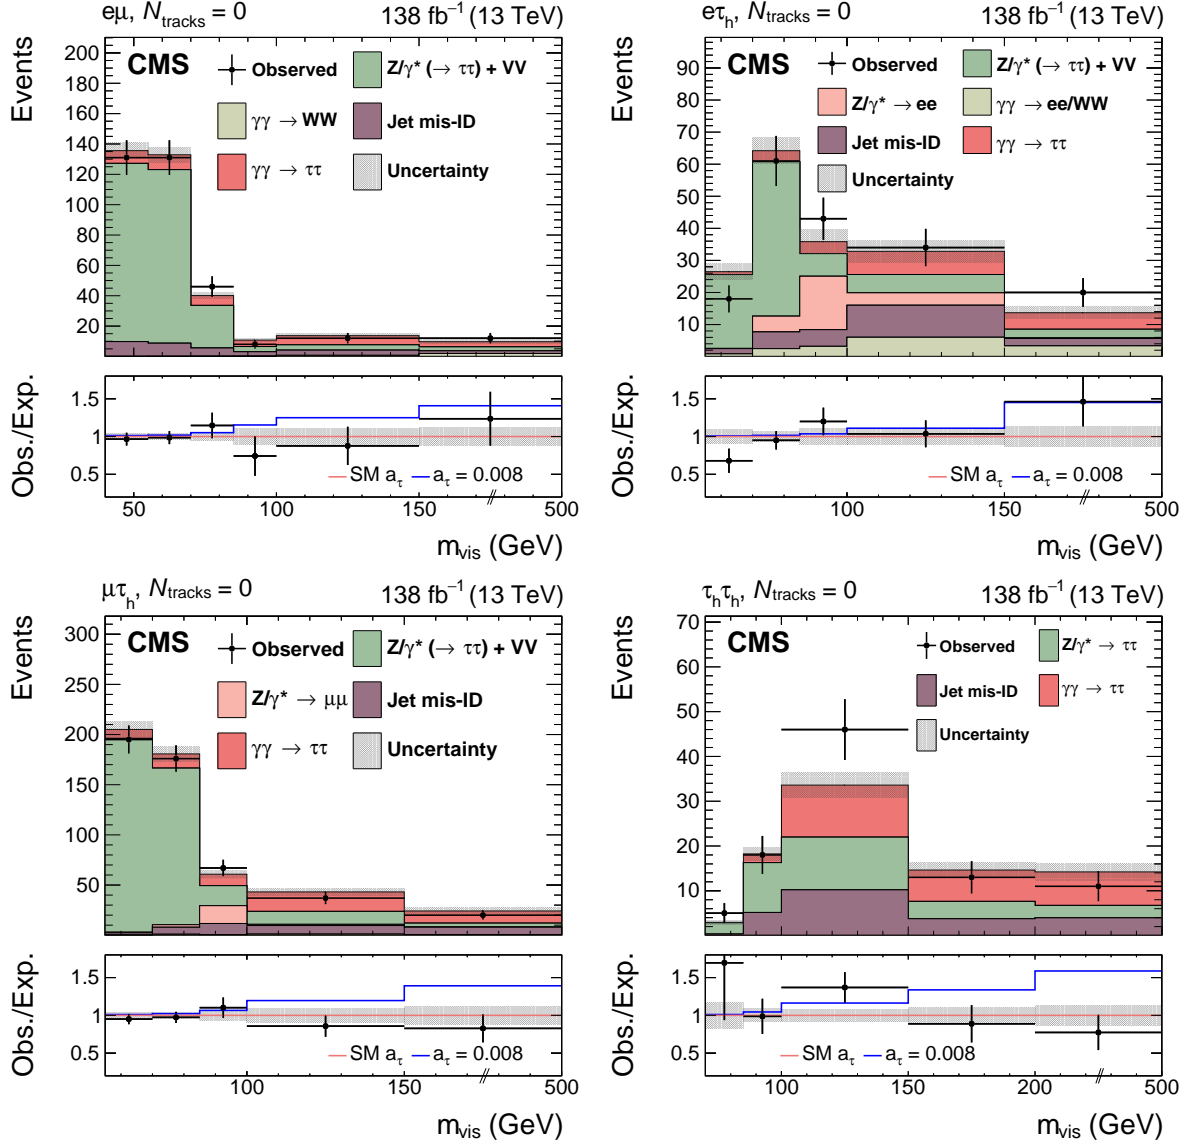 eμ, N_tracks = 0
138 fb⁻¹ (13 TeV)
Events
CMS
Observed
Z/γ* (→ ττ) + VV
γγ → WW
Jet mis-ID
γγ → ττ
Uncertainty
200
180
160
140
120
100
80
60
40
20
Obs./Exp.
1.5
1
0.5
SM a_τ
a_τ = 0.008
50
100
150
500
m_vis (GeV)
eτ_h, N_tracks = 0
138 fb⁻¹ (13 TeV)
Events
CMS
Observed
Z/γ* (→ ττ) + VV
Z/γ* → ee
γγ → ee/WW
Jet mis-ID
γγ → ττ
Uncertainty
90
80
70
60
50
40
30
20
10
Obs./Exp.
1.5
1
0.5
SM a_τ
a_τ = 0.008
100
150
500
m_vis (GeV)
μτ_h, N_tracks = 0
138 fb⁻¹ (13 TeV)
Events
CMS
Observed
Z/γ* (→ ττ) + VV
Z/γ* → μμ
Jet mis-ID
γγ → ττ
Uncertainty
300
250
200
150
100
50
Obs./Exp.
1.5
1
0.5
SM a_τ
a_τ = 0.008
100
150
500
m_vis (GeV)
τ_hτ_h, N_tracks = 0
138 fb⁻¹ (13 TeV)
Events
CMS
Observed
Z/γ* → ττ
Jet mis-ID
γγ → ττ
Uncertainty
70
60
50
40
30
20
10
Obs./Exp.
1.5
1
0.5
SM a_τ
a_τ = 0.008
100
150
200
500
m_vis (GeV)